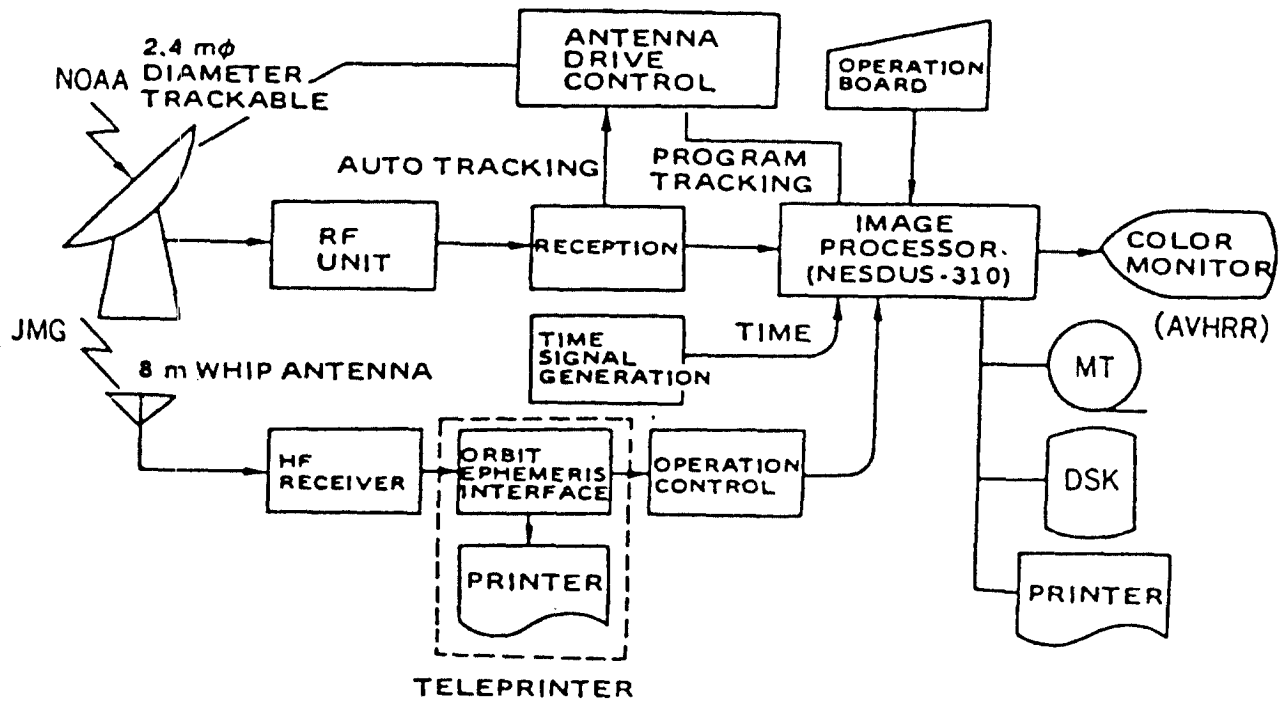 2.4 mφ
DIAMETER
TRACKABLE
NOAA
ANTENNA
DRIVE
CONTROL
OPERATION
BOARD
AUTO TRACKING
PROGRAM
TRACKING
RF
UNIT
RECEPTION
IMAGE
PROCESSOR.
(NESDUS-310)
COLOR
MONITOR
(AVHRR)
JMG
8 m WHIP ANTENNA
TIME
SIGNAL
GENERATION
TIME
MT
HF
RECEIVER
ORBIT
EPHEMERIS
INTERFACE
OPERATION
CONTROL
DSK
PRINTER
PRINTER
TELEPRINTER